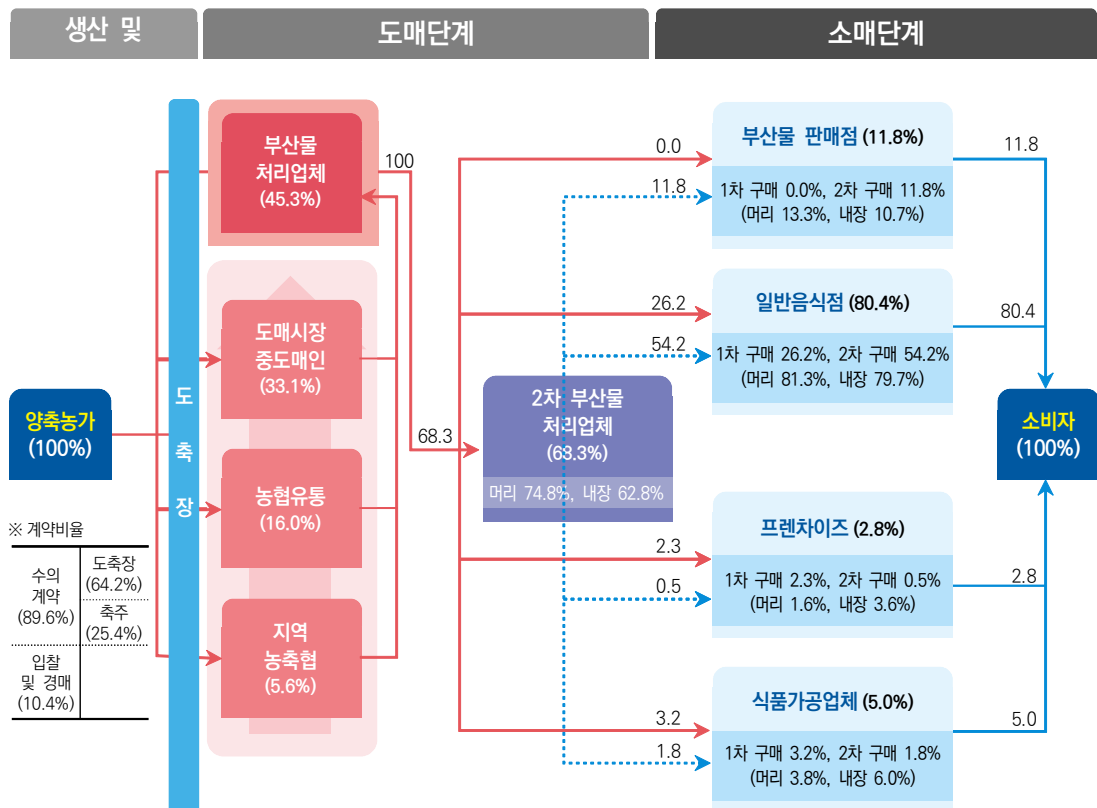 생산 및
도매단계
소매단계
양축농가
(100%)
※ 계약비율
수의
계약
(89.6%)
도축장
(64.2%)
축주
(25.4%)
입찰
및 경매
(10.4%)
도
축
장
부산물
처리업체
(45.3%)
100
도매시장
중도매인
(33.1%)
농협유통
(16.0%)
지역
농축협
(5.6%)
68.3
2차 부산물
처리업체
(68.3%)
머리 74.8%, 내장 62.8%
0.0
11.8
26.2
54.2
2.3
0.5
3.2
1.8
부산물 판매점 (11.8%)
1차 구매 0.0%, 2차 구매 11.8%
(머리 13.3%, 내장 10.7%)
일반음식점 (80.4%)
1차 구매 26.2%, 2차 구매 54.2%
(머리 81.3%, 내장 79.7%)
프렌차이즈 (2.8%)
1차 구매 2.3%, 2차 구매 0.5%
(머리 1.6%, 내장 3.6%)
식품가공업체 (5.0%)
1차 구매 3.2%, 2차 구매 1.8%
(머리 3.8%, 내장 6.0%)
11.8
80.4
2.8
5.0
소비자
(100%)